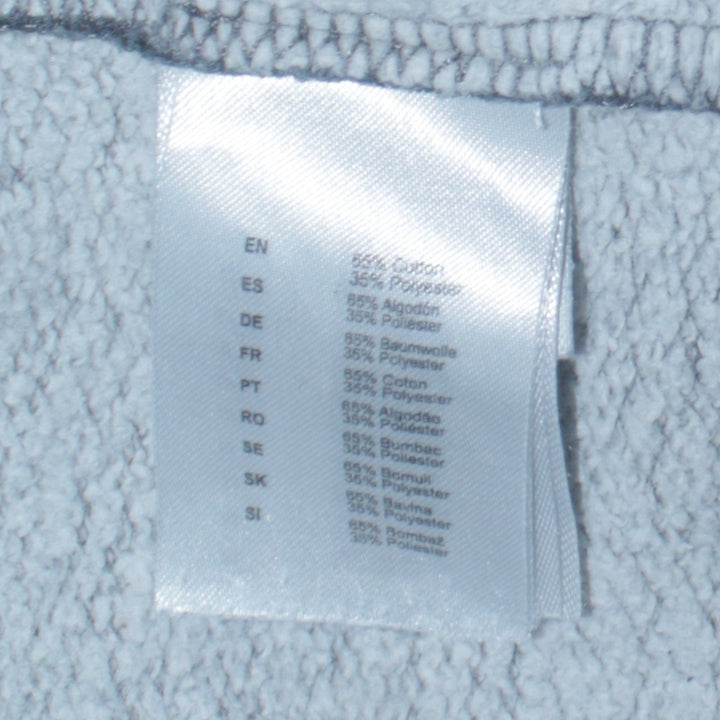 EN 65% Cotton
35% Polyester
ES 65% Algodón
35% Poliéster
DE 65% Baumwolle
35% Polyester
FR 65% Coton
35% Polyester
PT 65% Algodão
35% Poliéster
RO 65% Bumbac
35% Poliester
SE 65% Bomull
35% Polyester
SK 65% Bavlna
35% Polyester
SI 65% Bombaž
35% Poliester